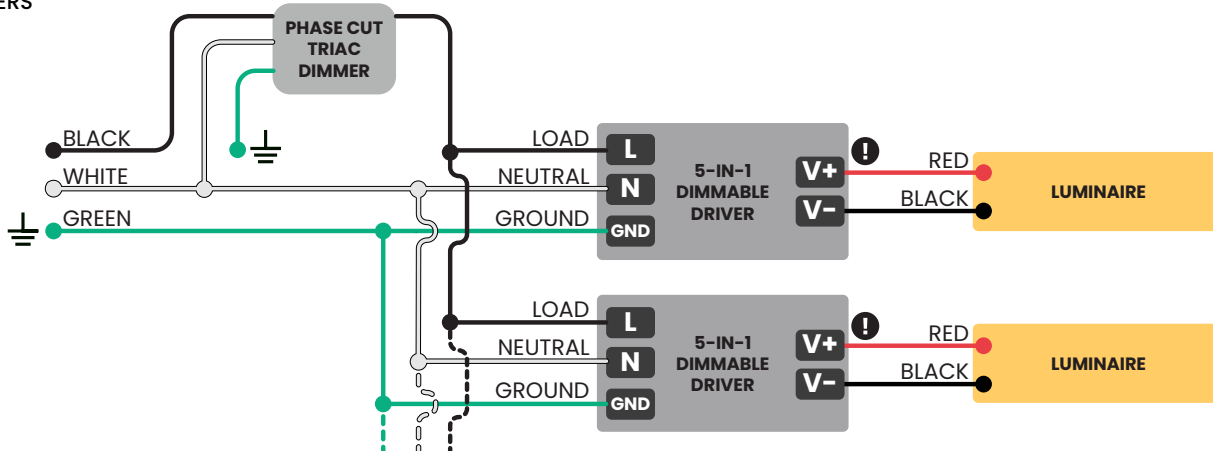 PHASE CUT
TRIAC
DIMMER
BLACK
WHITE
GREEN
LOAD
NEUTRAL
GROUND
L
N
GND
5-IN-1
DIMMABLE
DRIVER
V+
V-
!
RED
BLACK
LUMINAIRE
LOAD
NEUTRAL
GROUND
L
N
GND
5-IN-1
DIMMABLE
DRIVER
V+
V-
!
RED
BLACK
LUMINAIRE